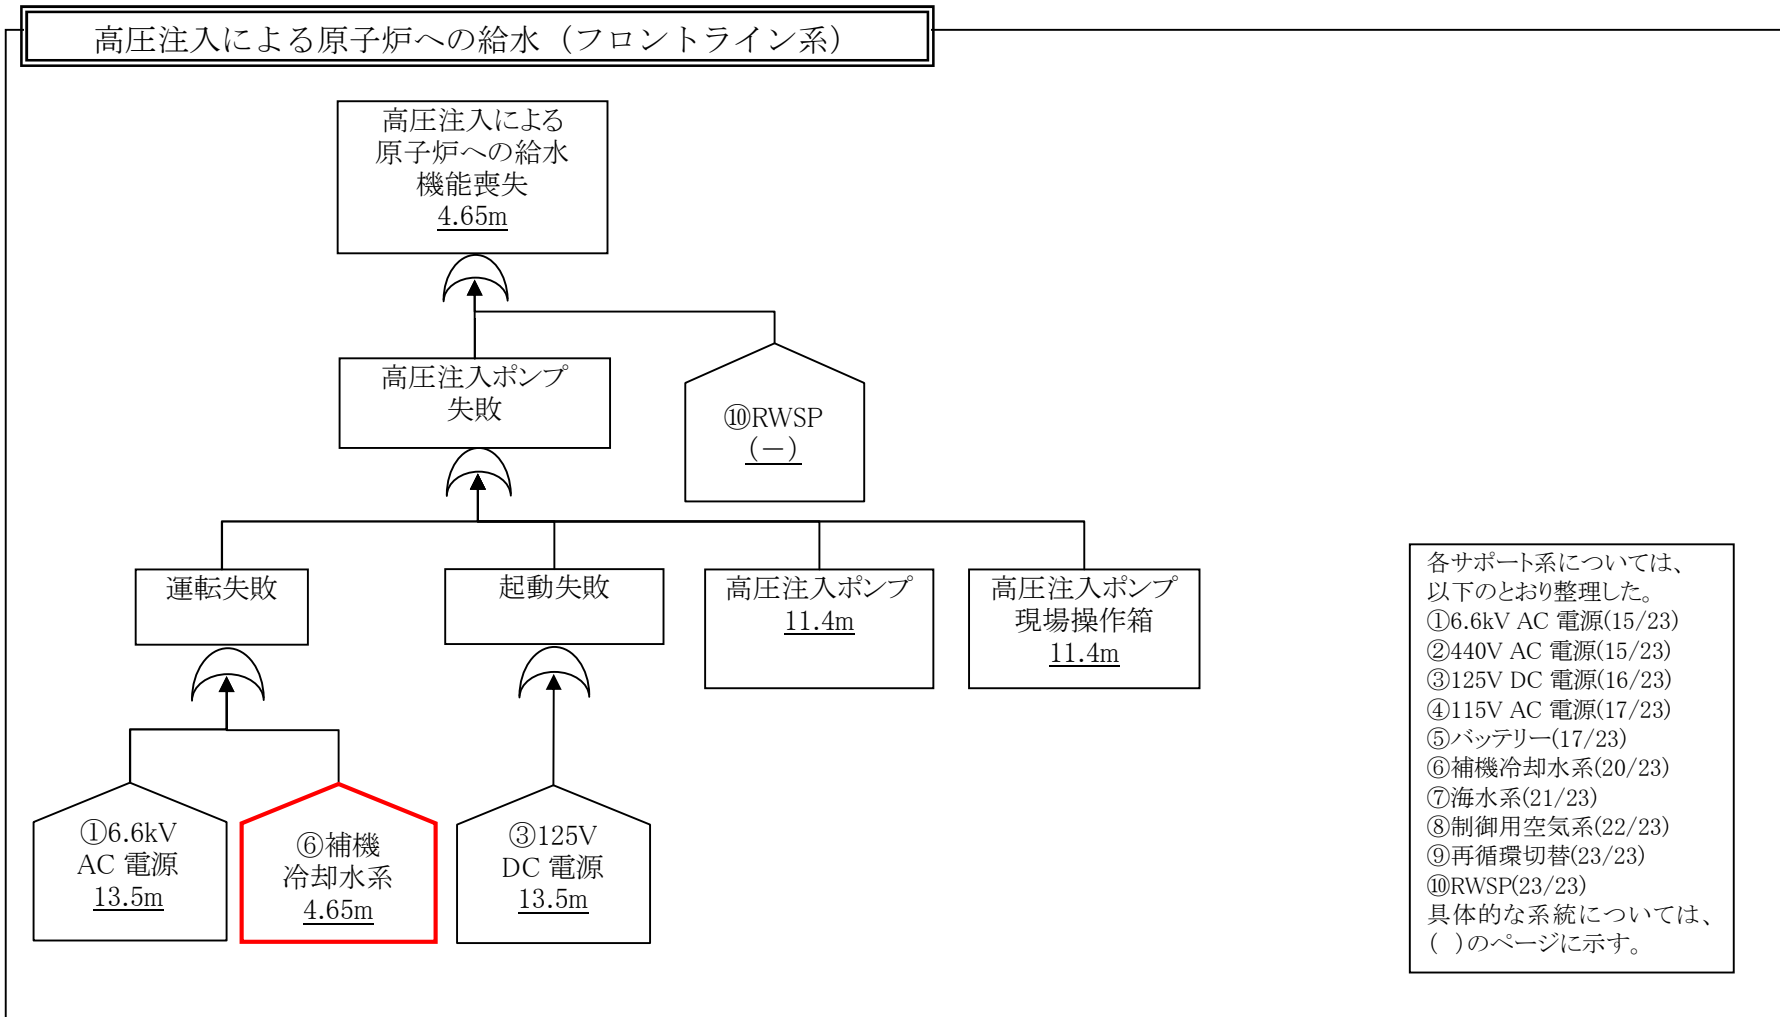 高圧注入による原子炉への給水（フロントライン系）
高圧注入による
原子炉への給水
機能喪失
4.65m
高圧注入ポンプ
失敗
⑩RWSP
(－)
運転失敗
起動失敗
高圧注入ポンプ
11.4m
高圧注入ポンプ
現場操作箱
11.4m
①6.6kV
AC 電源
13.5m
⑥補機
冷却水系
4.65m
③125V
DC 電源
13.5m
各サポート系については、
以下のとおり整理した。
①6.6kV AC 電源(15/23)
②440V AC 電源(15/23)
③125V DC 電源(16/23)
④115V AC 電源(17/23)
⑤バッテリー(17/23)
⑥補機冷却水系(20/23)
⑦海水系(21/23)
⑧制御用空気系(22/23)
⑨再循環切替(23/23)
⑩RWSP(23/23)
具体的な系統については、
( )のページに示す。